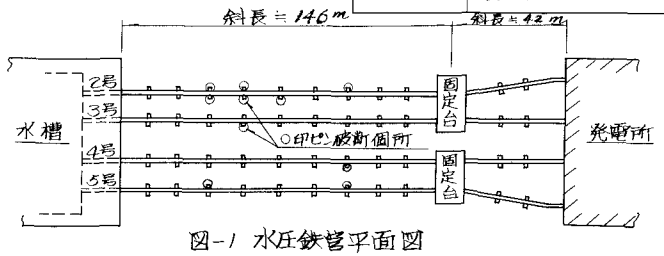 斜長≒146m
斜長≒42m
2号
3号
4号
5号
水槽
固定台
固定台
発電所
○印ピン破断個所
図-1 水圧鉄管平面図